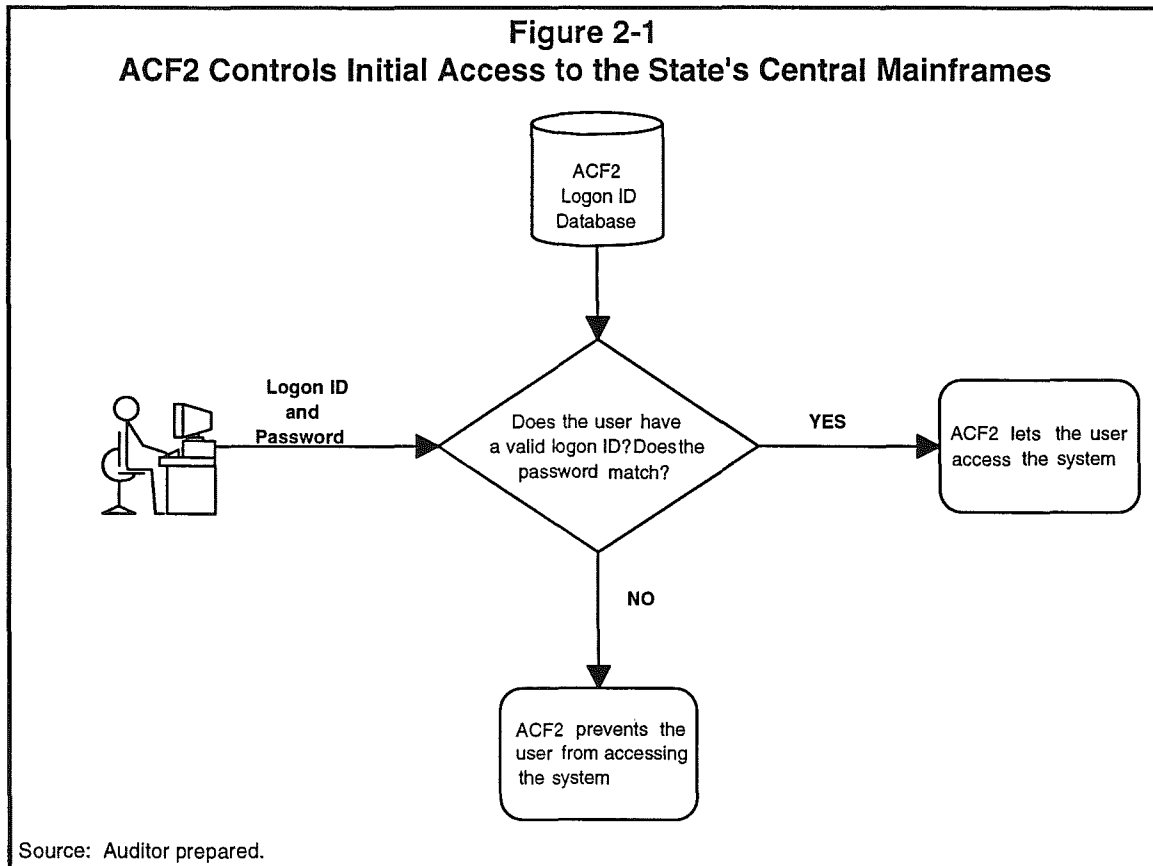 Figure 2-1
ACF2 Controls Initial Access to the State's Central Mainframes
ACF2
Logon ID
Database
Logon ID
and
Password
Does the user have
a valid logon ID? Does the
password match?
YES
ACF2 lets the user
access the system
NO
ACF2 prevents the
user from accessing
the system
Source: Auditor prepared.